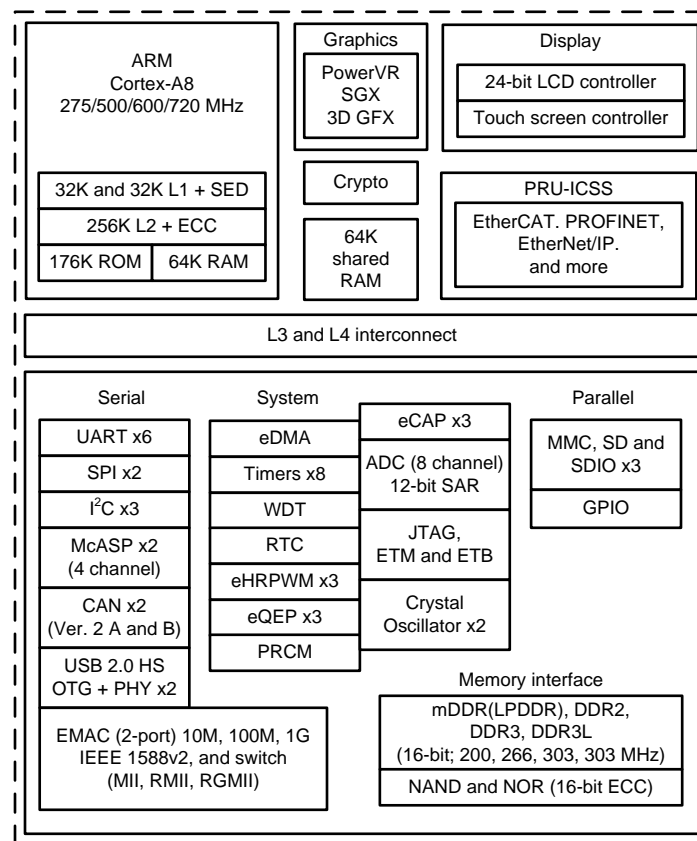 ARM
Cortex-A8
275/500/600/720 MHz
32K and 32K L1 + SED
256K L2 + ECC
176K ROM
64K RAM
Graphics
PowerVR
SGX
3D GFX
Crypto
64K
shared
RAM
Display
24-bit LCD controller
Touch screen controller
PRU-ICSS
EtherCAT. PROFINET,
EtherNet/IP.
and more
L3 and L4 interconnect
Serial
UART x6
SPI x2
I²C x3
McASP x2
(4 channel)
CAN x2
(Ver. 2 A and B)
USB 2.0 HS
OTG + PHY x2
EMAC (2-port) 10M, 100M, 1G
IEEE 1588v2, and switch
(MII, RMII, RGMII)
System
eDMA
Timers x8
WDT
RTC
eHRPWM x3
eQEP x3
PRCM
eCAP x3
ADC (8 channel)
12-bit SAR
JTAG,
ETM and ETB
Crystal
Oscillator x2
Parallel
MMC, SD and
SDIO x3
GPIO
Memory interface
mDDR(LPDDR), DDR2,
DDR3, DDR3L
(16-bit; 200, 266, 303, 303 MHz)
NAND and NOR (16-bit ECC)